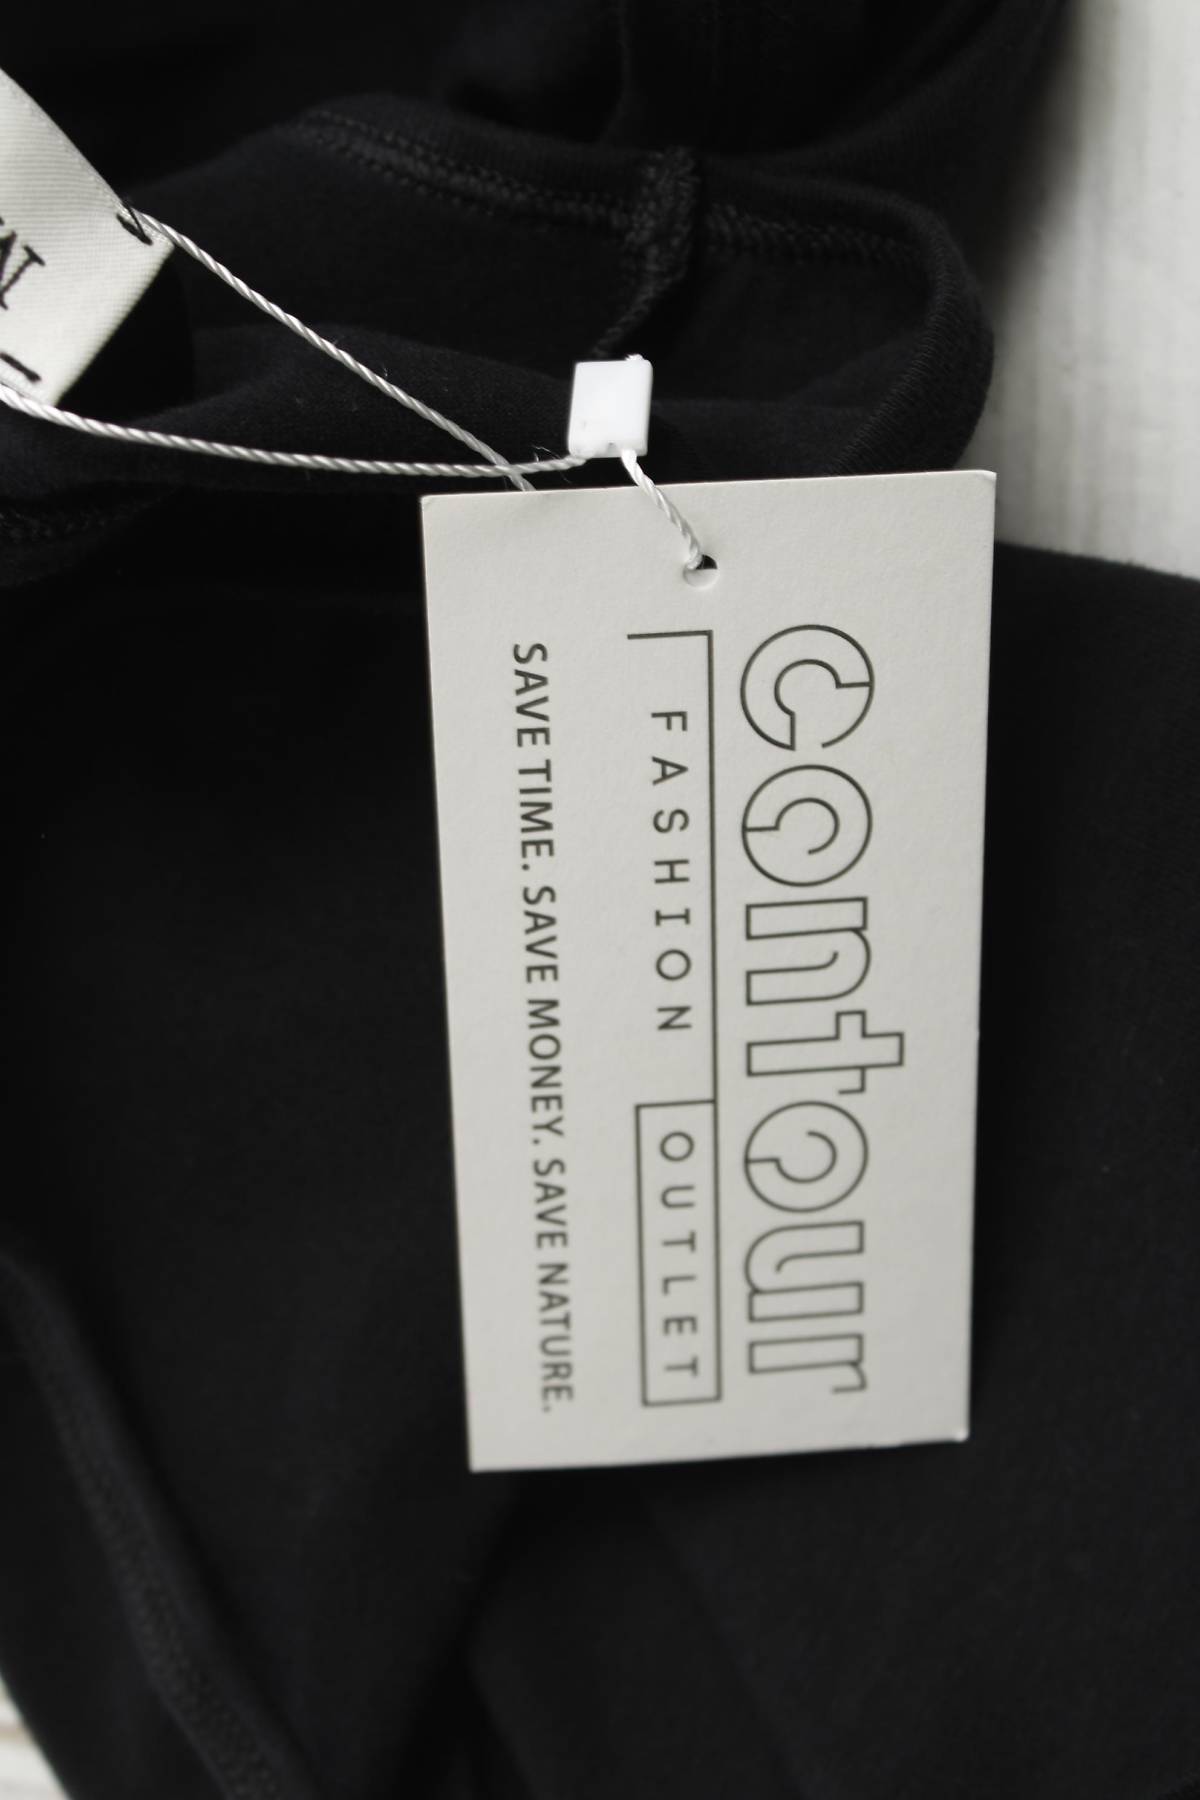 contour
FASHION OUTLET
SAVE TIME. SAVE MONEY. SAVE NATURE.